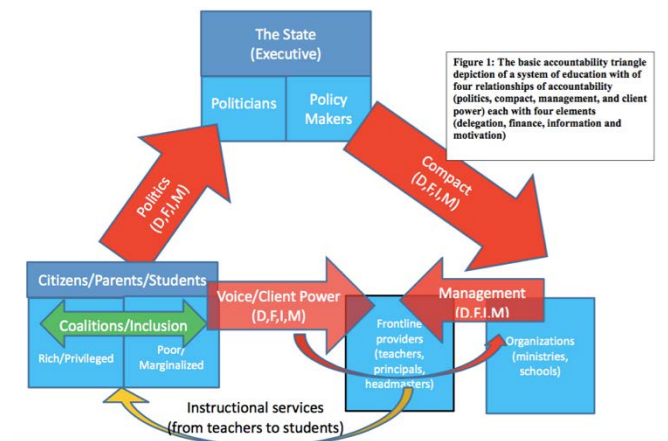 The State
(Executive)
Politicians
Policy
Makers
Figure 1: The basic accountability triangle
depiction of a system of education with of
four relationships of accountability
(politics, compact, management, and client
power) each with four elements
(delegation, finance, information and
motivation)
Politics
(D,F,I,M)
Compact
(D,F,I,M)
Citizens/Parents/Students
Coalitions/Inclusion
Rich/Privileged
Poor/
Marginalized
Voice/Client Power
(D,F,I,M)
Management
(D,F,I,M)
Frontline
providers
(teachers,
principals,
headmasters)
Organizations
(ministries,
schools)
Instructional services
(from teachers to students)